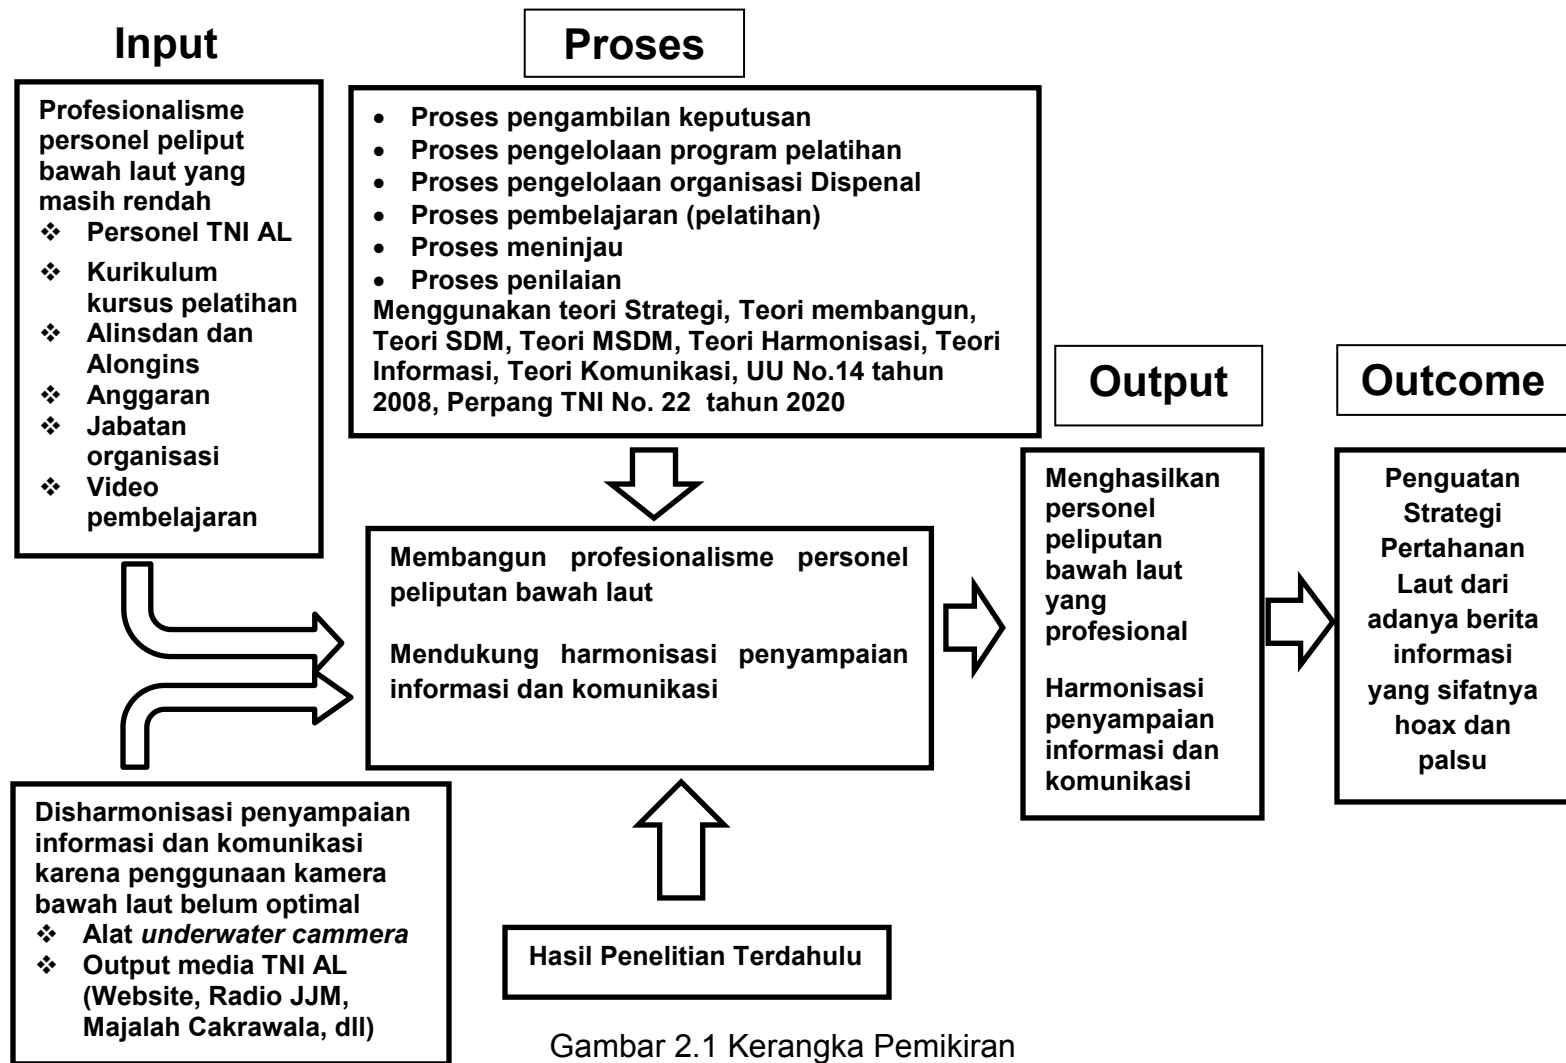 Input
Profesionalisme
personel peliput
bawah laut yang
masih rendah
❖ Personel TNI AL
❖ Kurikulum
kursus pelatihan
❖ Alinsdan dan
Alongins
❖ Anggaran
❖ Jabatan
organisasi
❖ Video
pembelajaran
Disharmonisasi penyampaian
informasi dan komunikasi
karena penggunaan kamera
bawah laut belum optimal
❖ Alat underwater cammera
❖ Output media TNI AL
(Website, Radio JJM,
Majalah Cakrawala, dll)
Proses
• Proses pengambilan keputusan
• Proses pengelolaan program pelatihan
• Proses pengelolaan organisasi Dispenal
• Proses pembelajaran (pelatihan)
• Proses meninjau
• Proses penilaian
Menggunakan teori Strategi, Teori membangun,
Teori SDM, Teori MSDM, Teori Harmonisasi, Teori
Informasi, Teori Komunikasi, UU No.14 tahun
2008, Perpang TNI No. 22 tahun 2020
Membangun profesionalisme personel
peliputan bawah laut
Mendukung harmonisasi penyampaian
informasi dan komunikasi
Hasil Penelitian Terdahulu
Output
Menghasilkan
personel
peliputan
bawah laut
yang
profesional
Harmonisasi
penyampaian
informasi dan
komunikasi
Outcome
Penguatan
Strategi
Pertahanan
Laut dari
adanya berita
informasi
yang sifatnya
hoax dan
palsu
Gambar 2.1 Kerangka Pemikiran